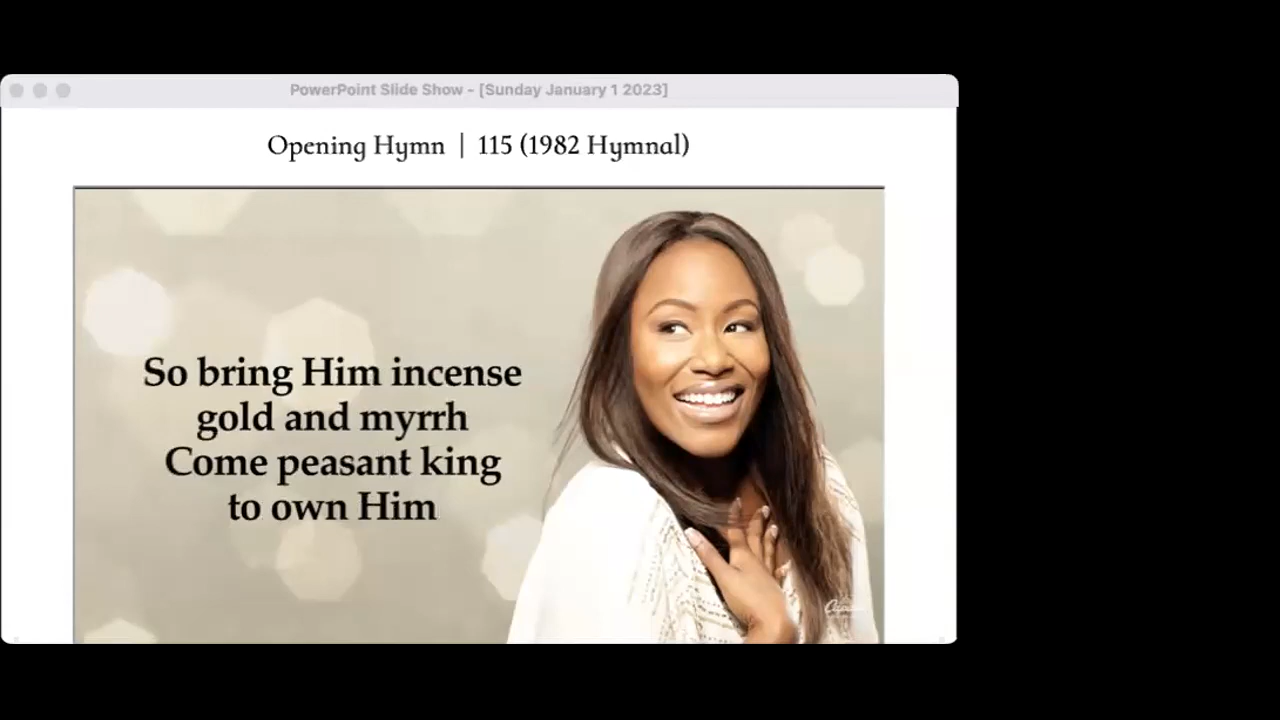 PowerPoint Slide Show - [Sunday January 1 2023]
Opening Hymn | 115 (1982 Hymnal)
So bring Him incense
gold and myrrh
Come peasant king
to own Him
Capitol